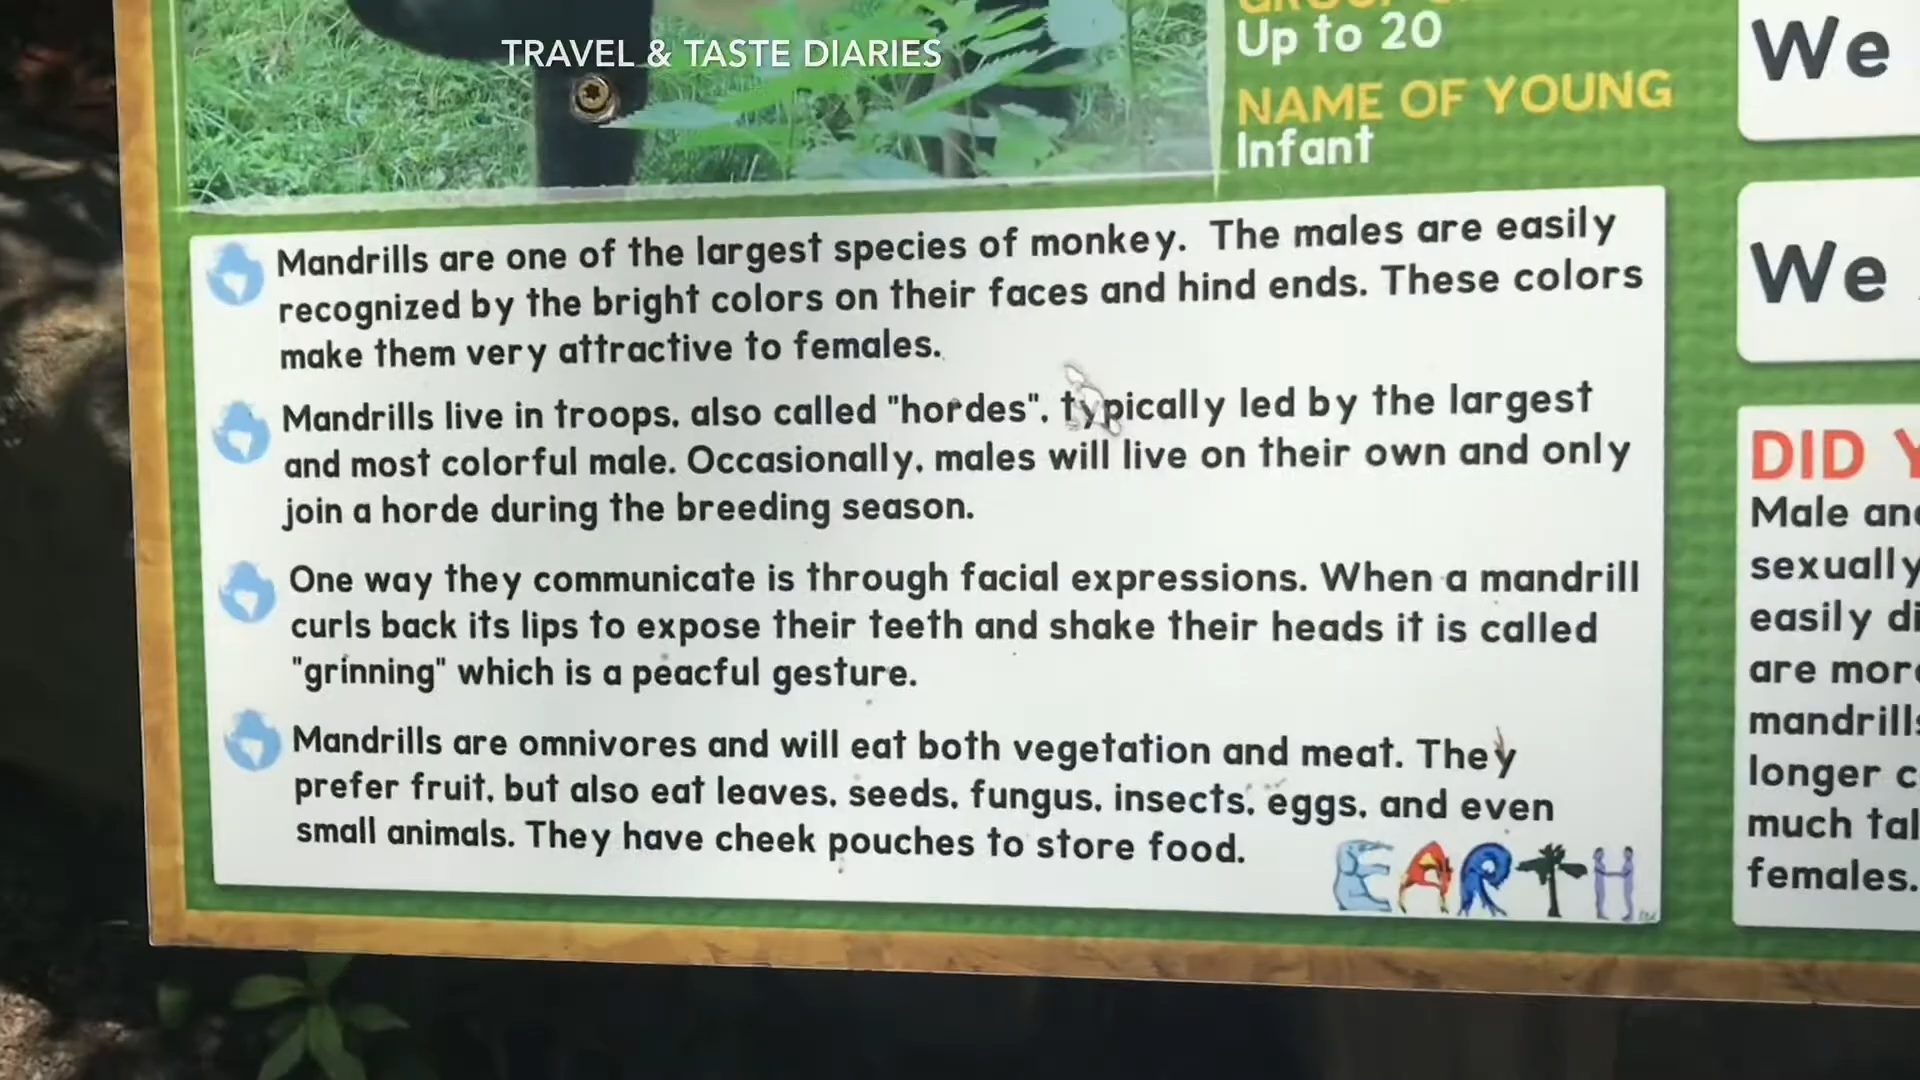 TRAVEL & TASTE DIARIES
Up to 20
NAME OF YOUNG
Infant
Mandrills are one of the largest species of monkey. The males are easily
recognized by the bright colors on their faces and hind ends. These colors
make them very attractive to females.
Mandrills live in troops, also called "hordes", typically led by the largest
and most colorful male. Occasionally, males will live on their own and only
join a horde during the breeding season.
One way they communicate is through facial expressions. When a mandrill
curls back its lips to expose their teeth and shake their heads it is called
"grinning" which is a peacful gesture.
Mandrills are omnivores and will eat both vegetation and meat. They
prefer fruit, but also eat leaves, seeds, fungus, insects, eggs, and even
small animals. They have cheek pouches to store food.
EARTH
We
We
DID
Male
sexually
easily
are
longer
much
females.